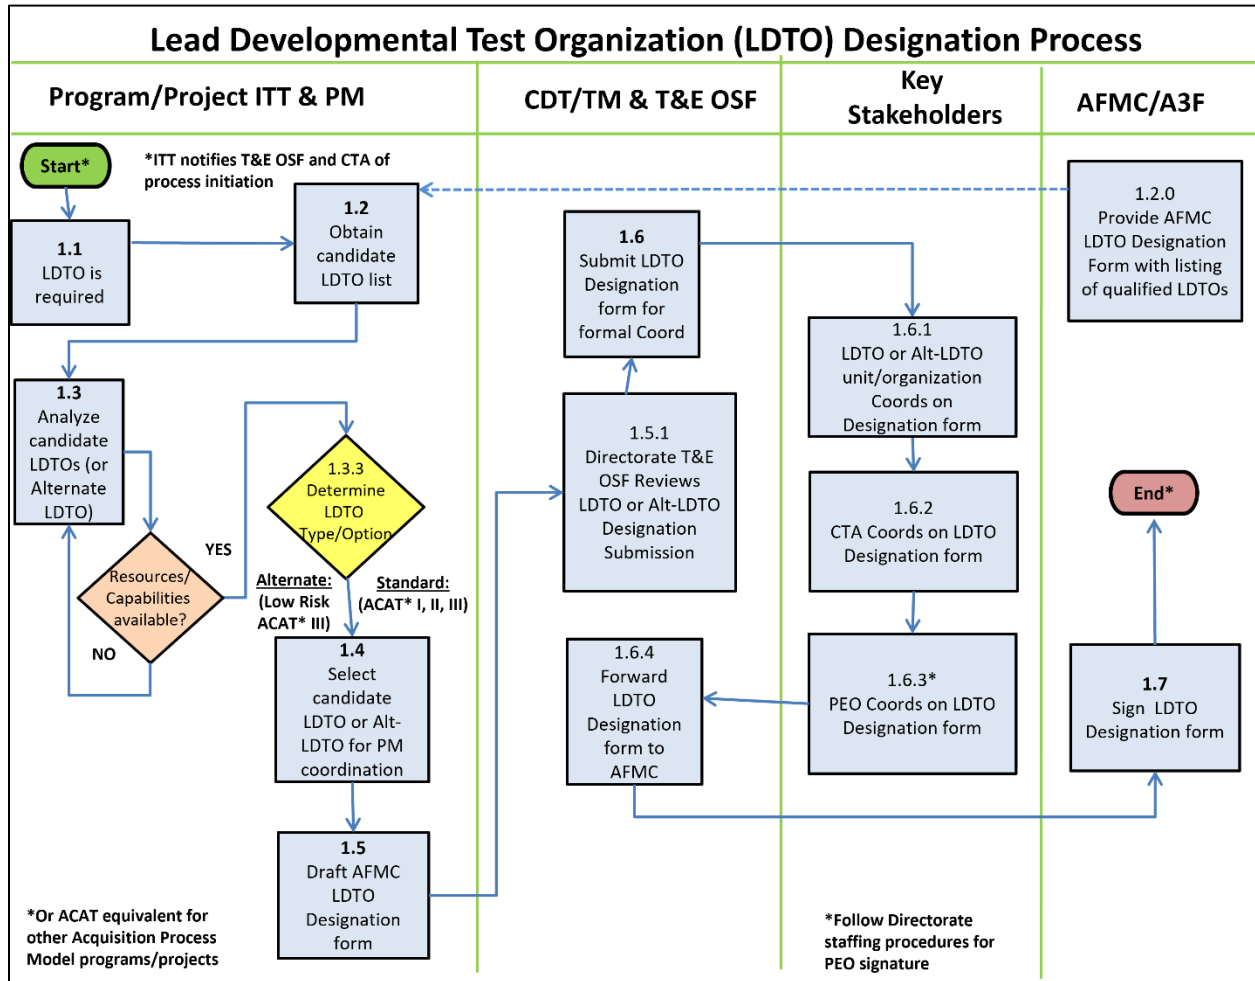 Lead Developmental Test Organization (LDTO) Designation Process
Program/Project ITT & PM
CDT/TM & T&E OSF
Key
Stakeholders
AFMC/A3F
Start*
*ITT notifies T&E OSF and CTA of
process initiation
1.1
LDTO is
required
1.2
Obtain
candidate
LDTO list
1.3
Analyze
candidate
LDTOs (or
Alternate
LDTO)
Resources/
Capabilities
available?
YES
NO
1.3.3
Determine
LDTO
Type/Option
Alternate:
(Low Risk
ACAT* III)
Standard:
(ACAT* I, II, III)
1.4
Select
candidate
LDTO or Alt-
LDTO for PM
coordination
1.5
Draft AFMC
LDTO
Designation
form
*Or ACAT equivalent for
other Acquisition Process
Model programs/projects
1.6
Submit LDTO
Designation
form for
formal Coord
1.5.1
Directorate T&E
OSF Reviews
LDTO or Alt-LDTO
Designation
Submission
1.6.4
Forward
LDTO
Designation
form to
AFMC
1.6.1
LDTO or Alt-LDTO
unit/organization
Coords on
Designation form
1.6.2
CTA Coords on LDTO
Designation form
1.6.3*
PEO Coords on LDTO
Designation form
*Follow Directorate
staffing procedures for
PEO signature
1.2.0
Provide AFMC
LDTO Designation
Form with listing
of qualified LDTOs
End*
1.7
Sign LDTO
Designation form